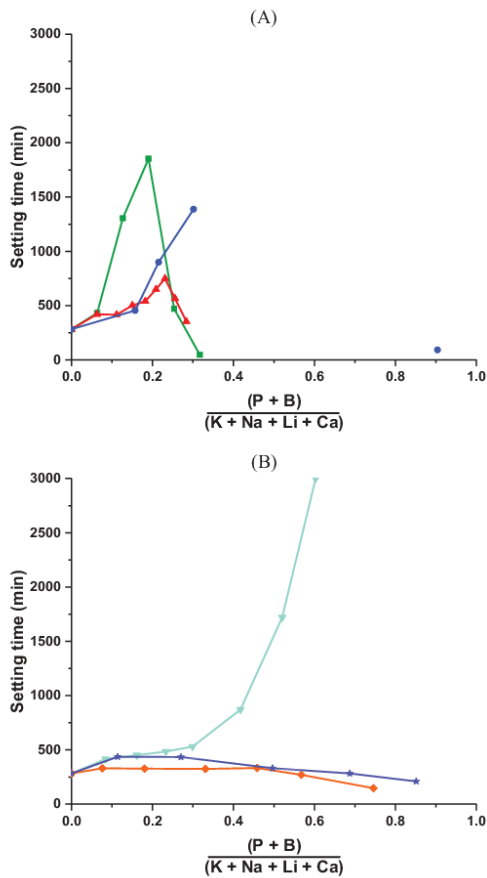 (A)
3000
2500
2000
1500
1000
500
0
Setting time (min)
0.0 0.2 0.4 0.6 0.8 1.0
(P + B)
(K + Na + Li + Ca)
(B)
3000
2500
2000
1500
1000
500
0
Setting time (min)
0.0 0.2 0.4 0.6 0.8 1.0
(P + B)
(K + Na + Li + Ca)